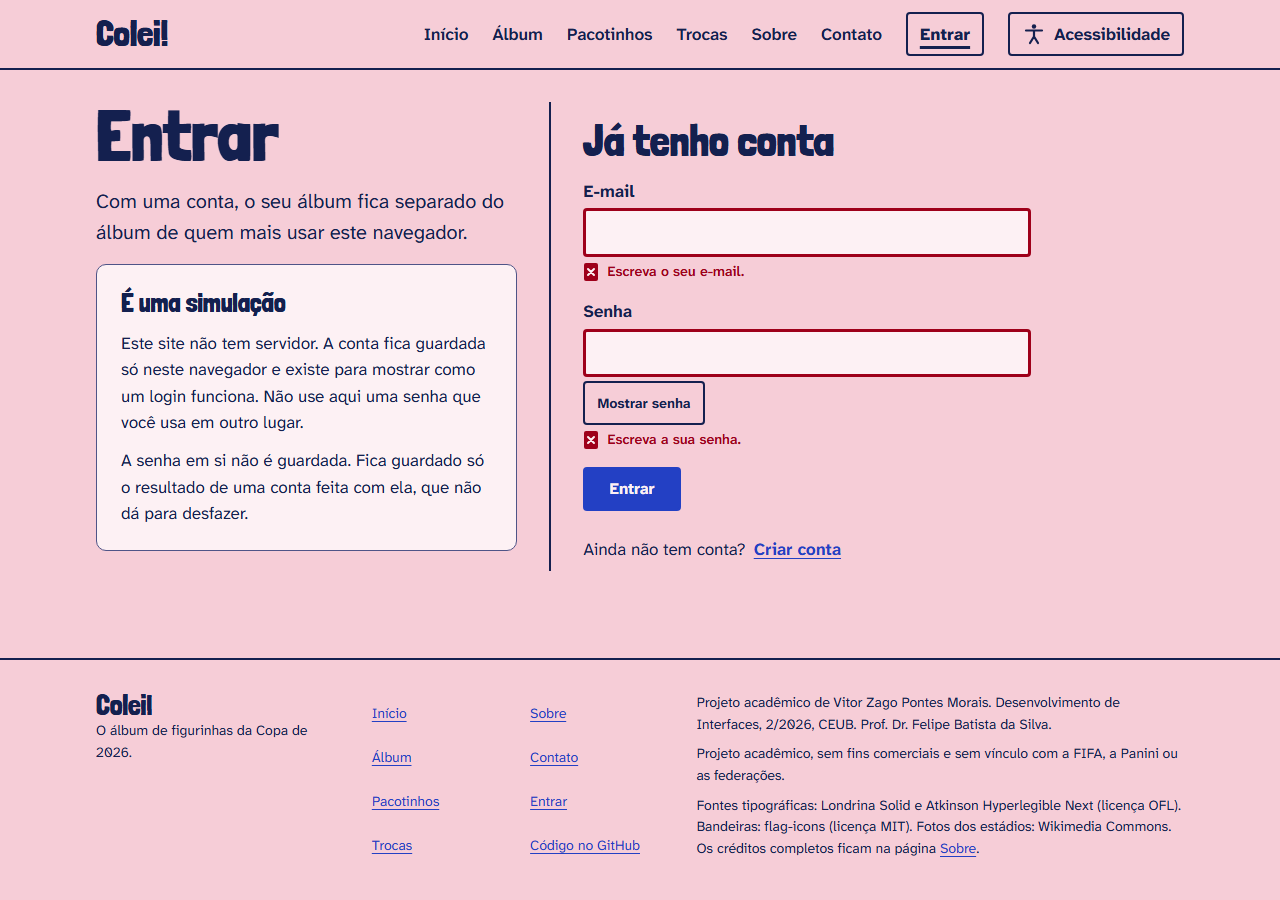 Colei!
Início
Álbum
Pacotinhos
Trocas
Sobre
Contato
Entrar
Acessibilidade
Entrar
Com uma conta, o seu álbum fica separado do
álbum de quem mais usar este navegador.
É uma simulação
Este site não tem servidor. A conta fica guardada
só neste navegador e existe para mostrar como
um login funciona. Não use aqui uma senha que
você usa em outro lugar.
A senha em si não é guardada. Fica guardado só
o resultado de uma conta feita com ela, que não
dá para desfazer.
Já tenho conta
E-mail
Escreva o seu e-mail.
Senha
Mostrar senha
Escreva a sua senha.
Entrar
Ainda não tem conta? Criar conta
Colei!
O álbum de figurinhas da Copa de
2026.
Início
Álbum
Pacotinhos
Trocas
Sobre
Contato
Entrar
Código no GitHub
Projeto acadêmico de Vitor Zago Pontes Morais. Desenvolvimento de
Interfaces, 2/2026, CEUB. Prof. Dr. Felipe Batista da Silva.
Projeto acadêmico, sem fins comerciais e sem vínculo com a FIFA, a Panini ou
as federações.
Fontes tipográficas: Londrina Solid e Atkinson Hyperlegible Next (licença OFL).
Bandeiras: flag-icons (licença MIT). Fotos dos estádios: Wikimedia Commons.
Os créditos completos ficam na página Sobre.